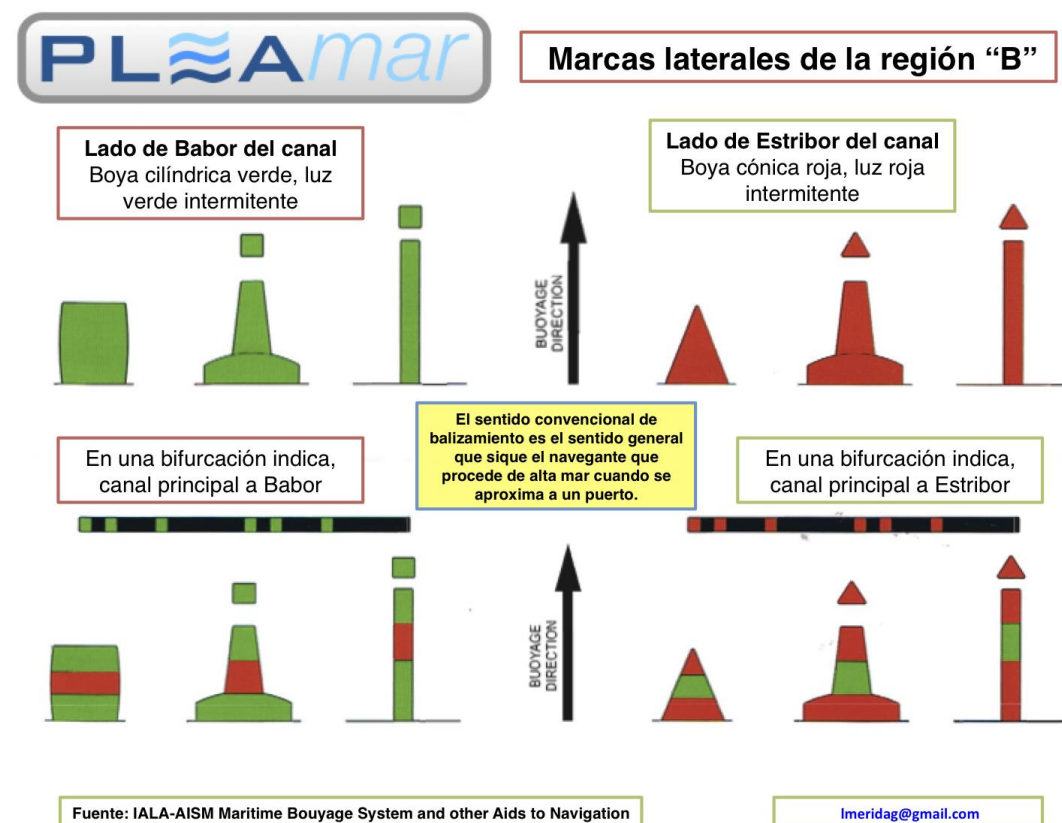 PLEAmar
Marcas laterales de la región “B”
Lado de Babor del canal
Boya cilíndrica verde, luz
verde intermitente
Lado de Estribor del canal
Boya cónica roja, luz roja
intermitente
BUOYAGE
DIRECTION
El sentido convencional de
balizamiento es el sentido general
que sique el navegante que
procede de alta mar cuando se
aproxima a un puerto.
En una bifurcación indica,
canal principal a Babor
En una bifurcación indica,
canal principal a Estribor
BUOYAGE
DIRECTION
Fuente: IALA-AISM Maritime Bouyage System and other Aids to Navigation
lmeridag@gmail.com